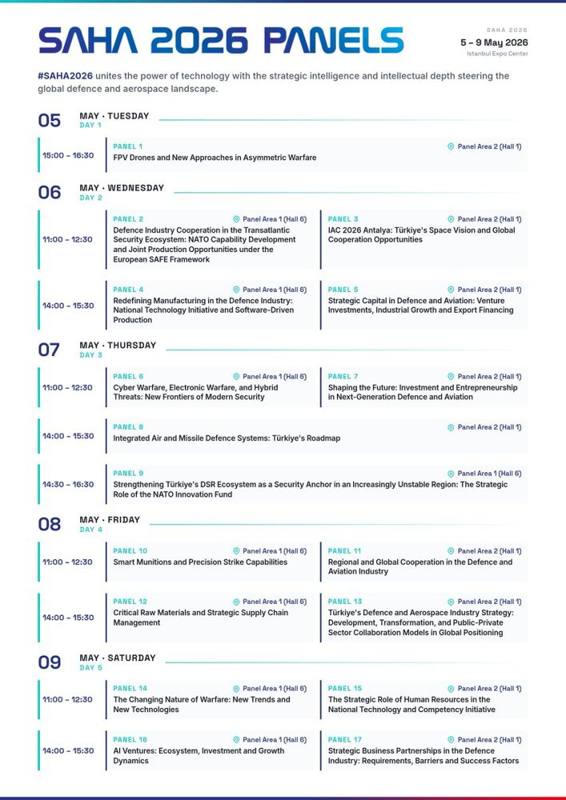 SAHA 2026 PANELS
SAHA 2026
5 – 9 May 2026
Istanbul Expo Center
#SAHA2026 unites the power of technology with the strategic intelligence and intellectual depth steering the
global defence and aerospace landscape.
05 MAY · TUESDAY
DAY 1
15:00 – 16:30
PANEL 1 Panel Area 2 (Hall 1)
FPV Drones and New Approaches in Asymmetric Warfare
06 MAY · WEDNESDAY
DAY 2
11:00 – 12:30
PANEL 2 Panel Area 1 (Hall 6)
Defence Industry Cooperation in the Transatlantic
Security Ecosystem: NATO Capability Development
and Joint Production Opportunities under the
European SAFE Framework
PANEL 3 Panel Area 2 (Hall 1)
IAC 2026 Antalya: Türkiye's Space Vision and Global
Cooperation Opportunities
14:00 – 15:30
PANEL 4 Panel Area 1 (Hall 6)
Redefining Manufacturing in the Defence Industry:
National Technology Initiative and Software-Driven
Production
PANEL 5 Panel Area 2 (Hall 1)
Strategic Capital in Defence and Aviation: Venture
Investments, Industrial Growth and Export Financing
07 MAY · THURSDAY
DAY 3
11:00 – 12:30
PANEL 6 Panel Area 1 (Hall 6)
Cyber Warfare, Electronic Warfare, and Hybrid
Threats: New Frontiers of Modern Security
PANEL 7 Panel Area 2 (Hall 1)
Shaping the Future: Investment and Entrepreneurship
in Next-Generation Defence and Aviation
14:00 – 15:30
PANEL 8 Panel Area 2 (Hall 1)
Integrated Air and Missile Defence Systems: Türkiye's Roadmap
14:30 – 16:30
PANEL 9 Panel Area 1 (Hall 6)
Strengthening Türkiye's DSR Ecosystem as a Security Anchor in an Increasingly Unstable Region: The Strategic
Role of the NATO Innovation Fund
08 MAY · FRIDAY
DAY 4
11:00 – 12:30
PANEL 10 Panel Area 1 (Hall 6)
Smart Munitions and Precision Strike Capabilities
PANEL 11 Panel Area 2 (Hall 1)
Regional and Global Cooperation in the Defence and
Aviation Industry
14:00 – 15:30
PANEL 12 Panel Area 1 (Hall 6)
Critical Raw Materials and Strategic Supply Chain
Management
PANEL 13 Panel Area 2 (Hall 1)
Türkiye's Defence and Aerospace Industry Strategy:
Development, Transformation, and Public-Private
Sector Collaboration Models in Global Positioning
09 MAY · SATURDAY
DAY 5
11:00 – 12:30
PANEL 14 Panel Area 1 (Hall 6)
The Changing Nature of Warfare: New Trends and
New Technologies
PANEL 15 Panel Area 2 (Hall 1)
The Strategic Role of Human Resources in the
National Technology and Competency Initiative
14:00 – 15:30
PANEL 16 Panel Area 1 (Hall 6)
AI Ventures: Ecosystem, Investment and Growth
Dynamics
PANEL 17 Panel Area 2 (Hall 1)
Strategic Business Partnerships in the Defence
Industry: Requirements, Barriers and Success Factors